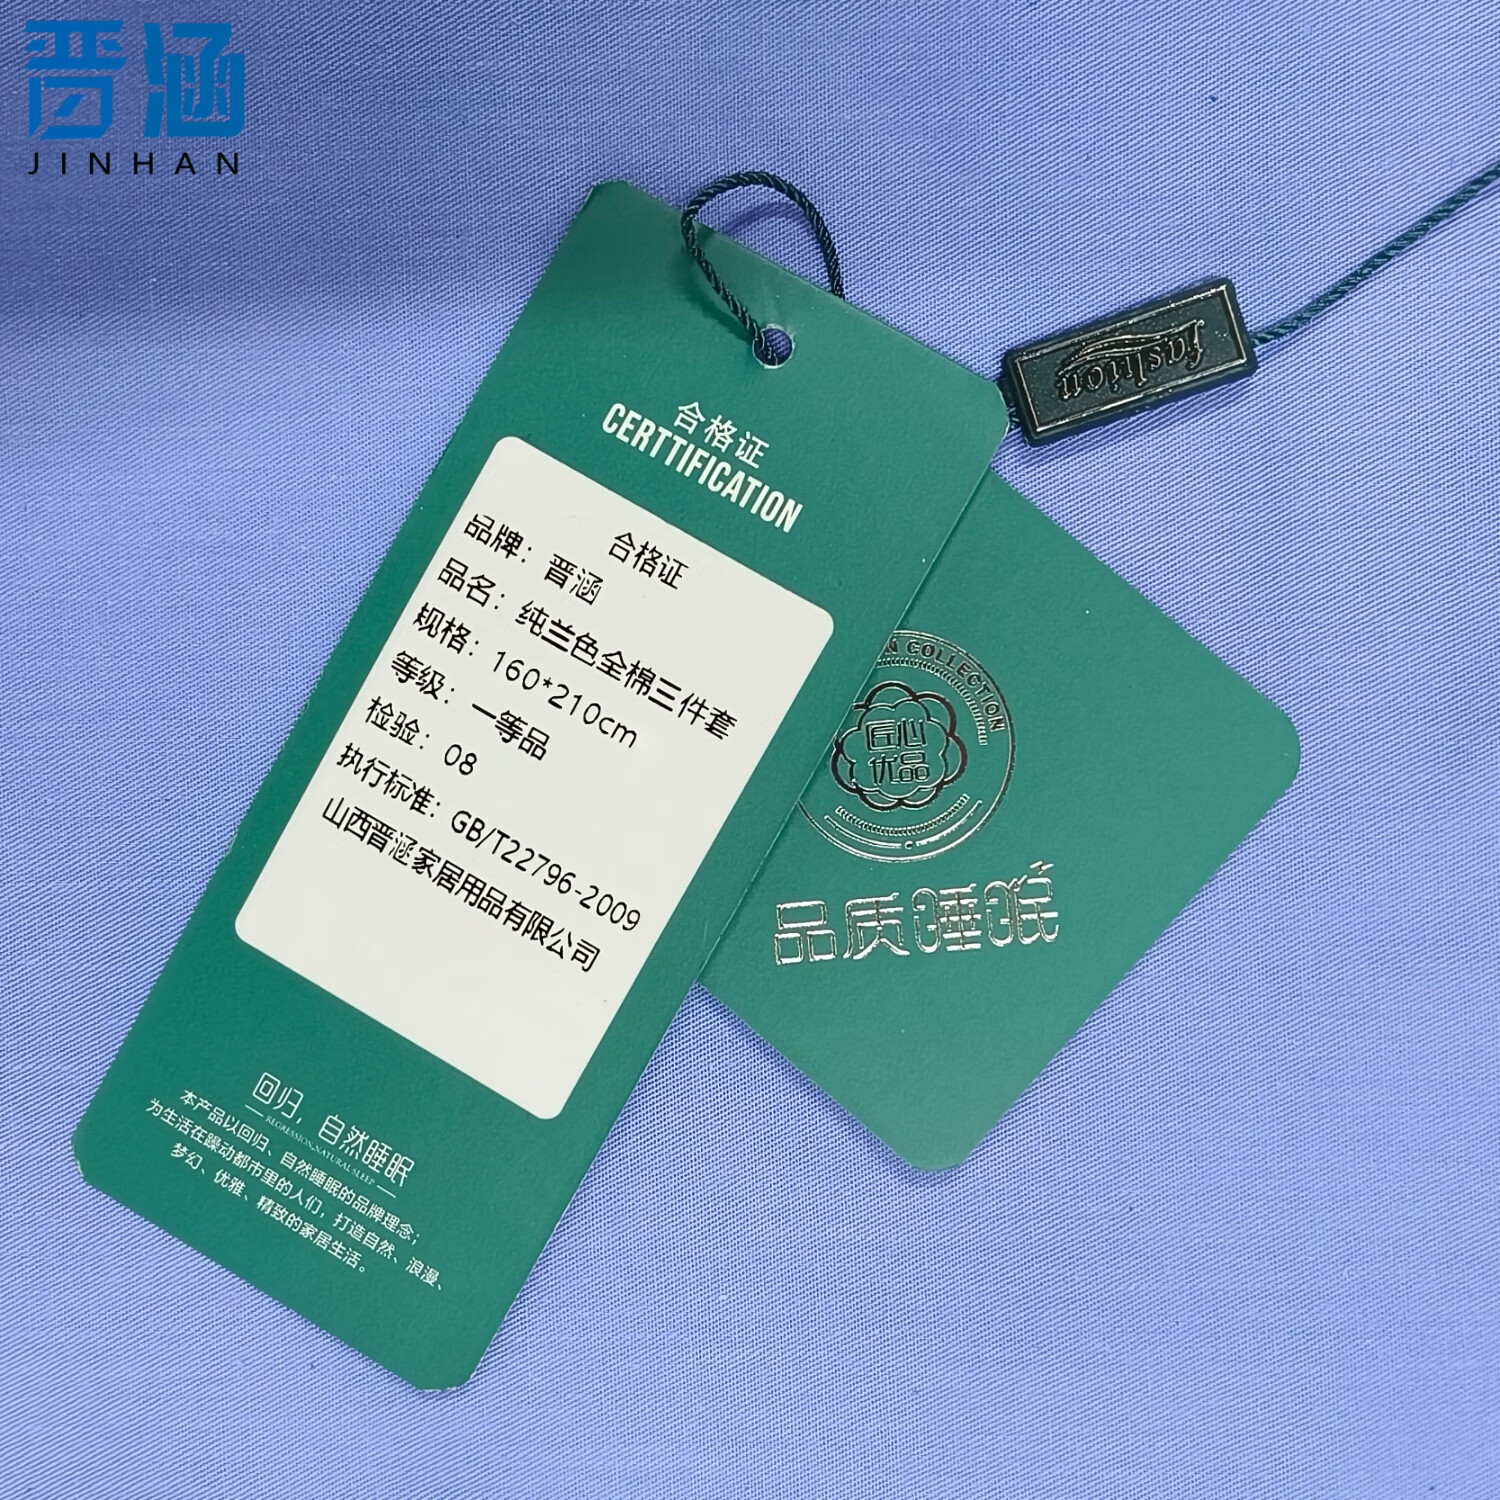 晋涵
JINHAN
fashion
合格证
CERTTIFICATION
合格证
品牌：晋涵
品名：纯兰色全棉三件套
规格：160*210cm
等级：一等品
检验：08
执行标准：GB/T22796-2009
山西晋涵家居用品有限公司
回归，自然睡眠
REGRESSION, NATURAL SLEEP
本产品以回归、自然睡眠的品牌理念；
为生活在躁动都市里的人们，打造自然、浪漫、
梦幻、优雅、精致的家居生活。
N COLLECTION
匠心
优品
品质睡眠